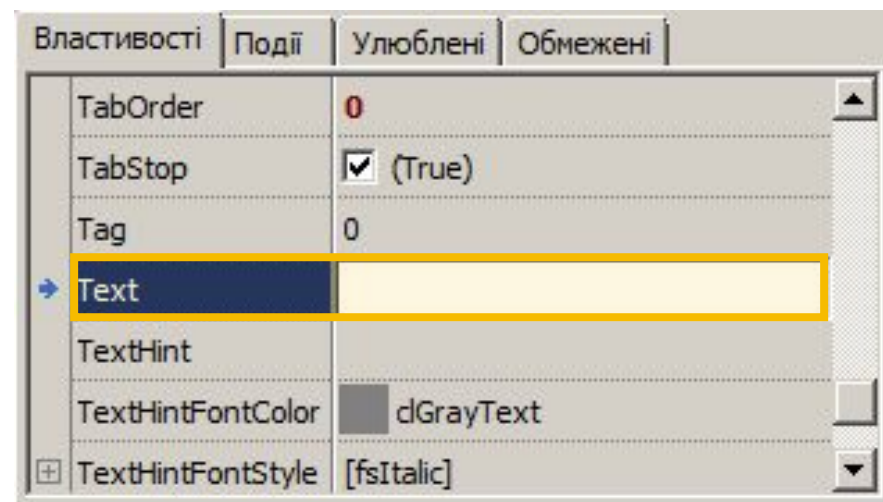 Властивості Події Улюблені Обмежені
TabOrder 0
TabStop (True)
Tag 0
Text
TextHint
TextHintFontColor clGrayText
TextHintFontStyle [fsItalic]